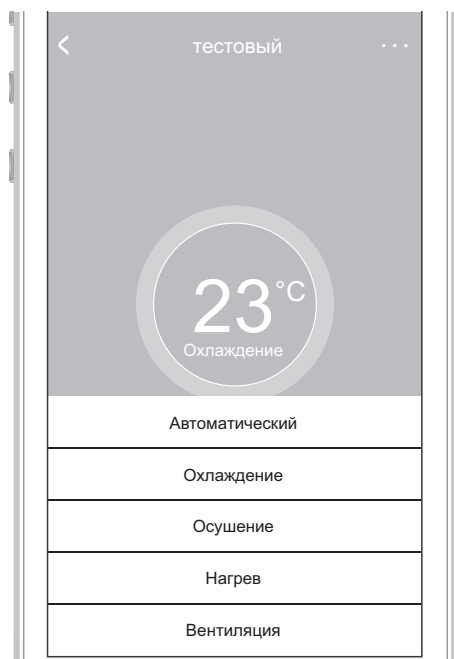 тестовый
23°C
Охлаждение
Автоматический
Охлаждение
Осушение
Нагрев
Вентиляция